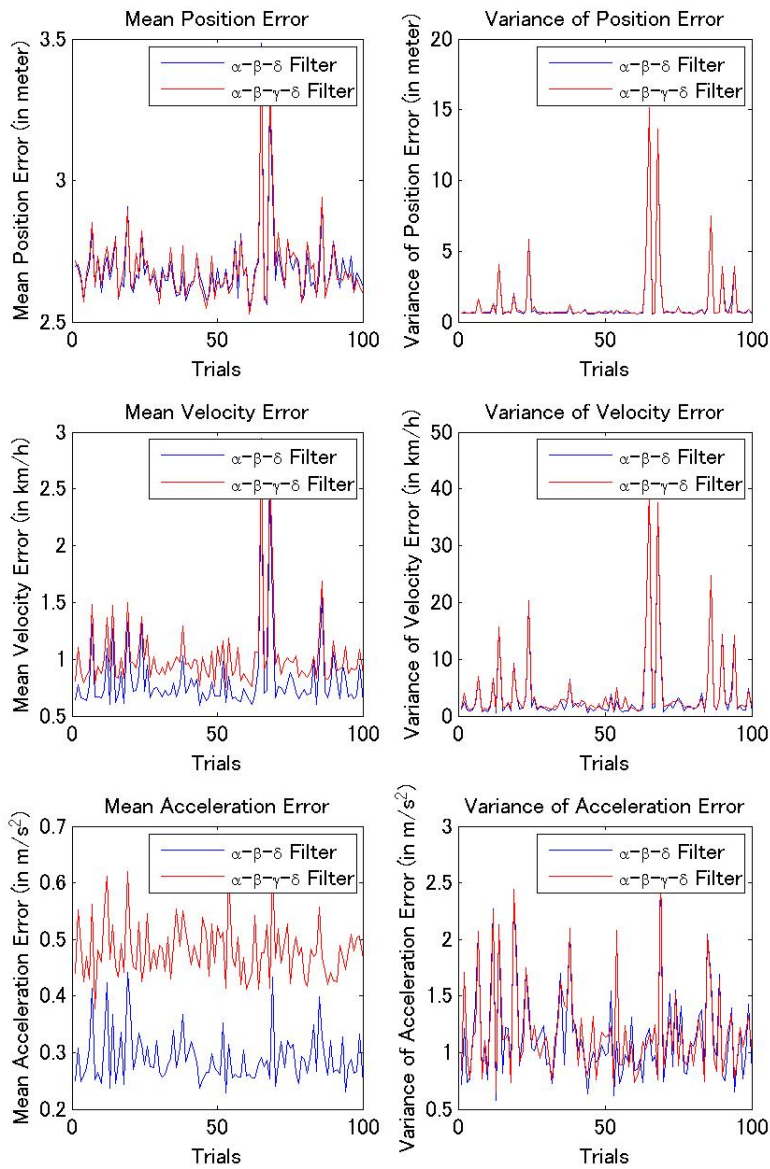 Mean Position Error
Mean Position Error (in meter)
3.5
3
2.5
0
50
100
Trials
α-β-δ Filter
α-β-γ-δ Filter
Variance of Position Error
Variance of Position Error (in meter)
20
15
10
5
0
0
50
100
Trials
α-β-δ Filter
α-β-γ-δ Filter
Mean Velocity Error
Mean Velocity Error (in km/h)
3
2.5
2
1.5
1
0.5
0
50
100
Trials
α-β-δ Filter
α-β-γ-δ Filter
Variance of Velocity Error
Variance of Velocity Error (in km/h)
50
40
30
20
10
0
0
50
100
Trials
α-β-δ Filter
α-β-γ-δ Filter
Mean Acceleration Error
Mean Acceleration Error (in m/s²)
0.7
0.6
0.5
0.4
0.3
0.2
0
50
100
Trials
α-β-δ Filter
α-β-γ-δ Filter
Variance of Acceleration Error
Variance of Acceleration Error (in m/s²)
3
2.5
2
1.5
1
0.5
0
50
100
Trials
α-β-δ Filter
α-β-γ-δ Filter